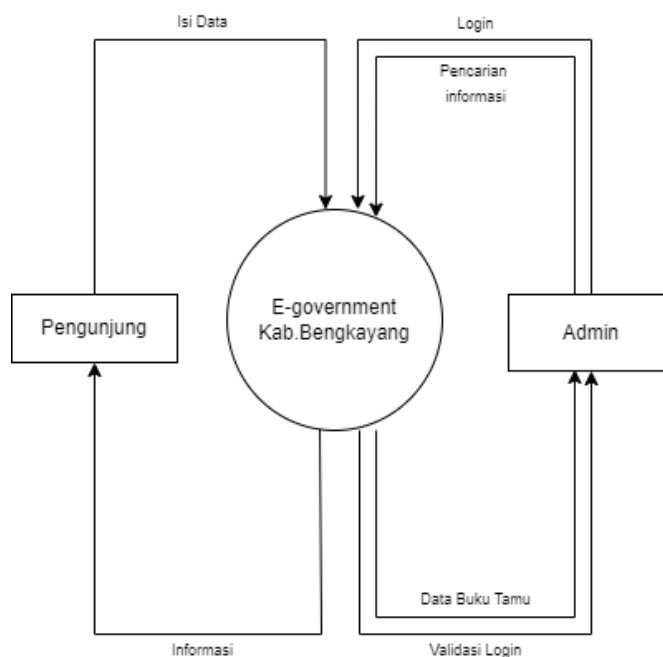 Isi Data
Login
Pencarian
informasi
E-government
Kab.Bengkayang
Pengunjung
Admin
Data Buku Tamu
Informasi
Validasi Login